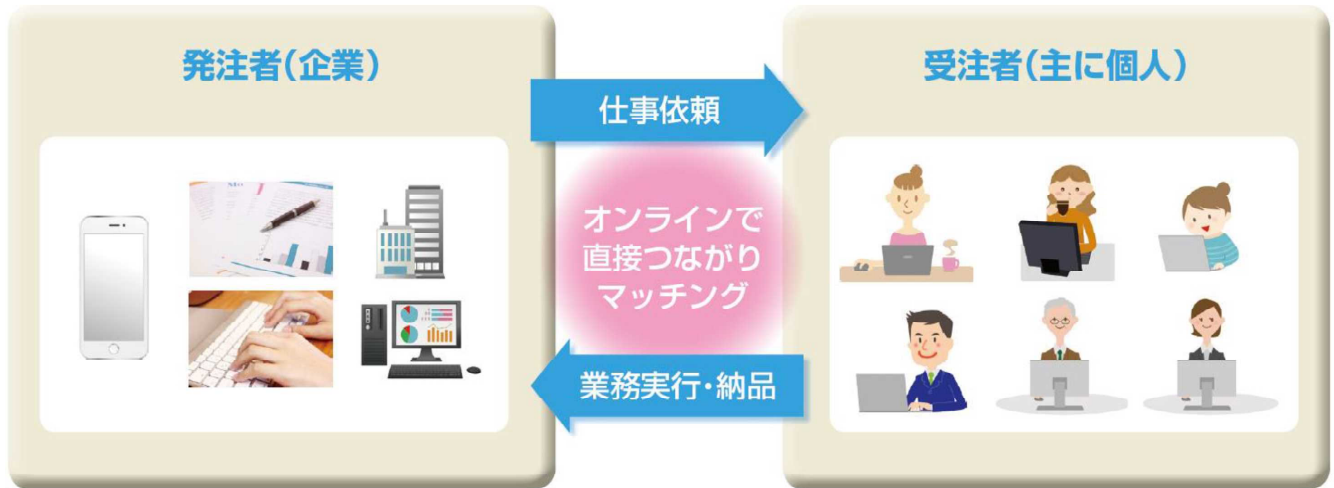 発注者(企業)
仕事依頼
受注者(主に個人)
オンラインで
直接つながり
マッチング
業務実行・納品